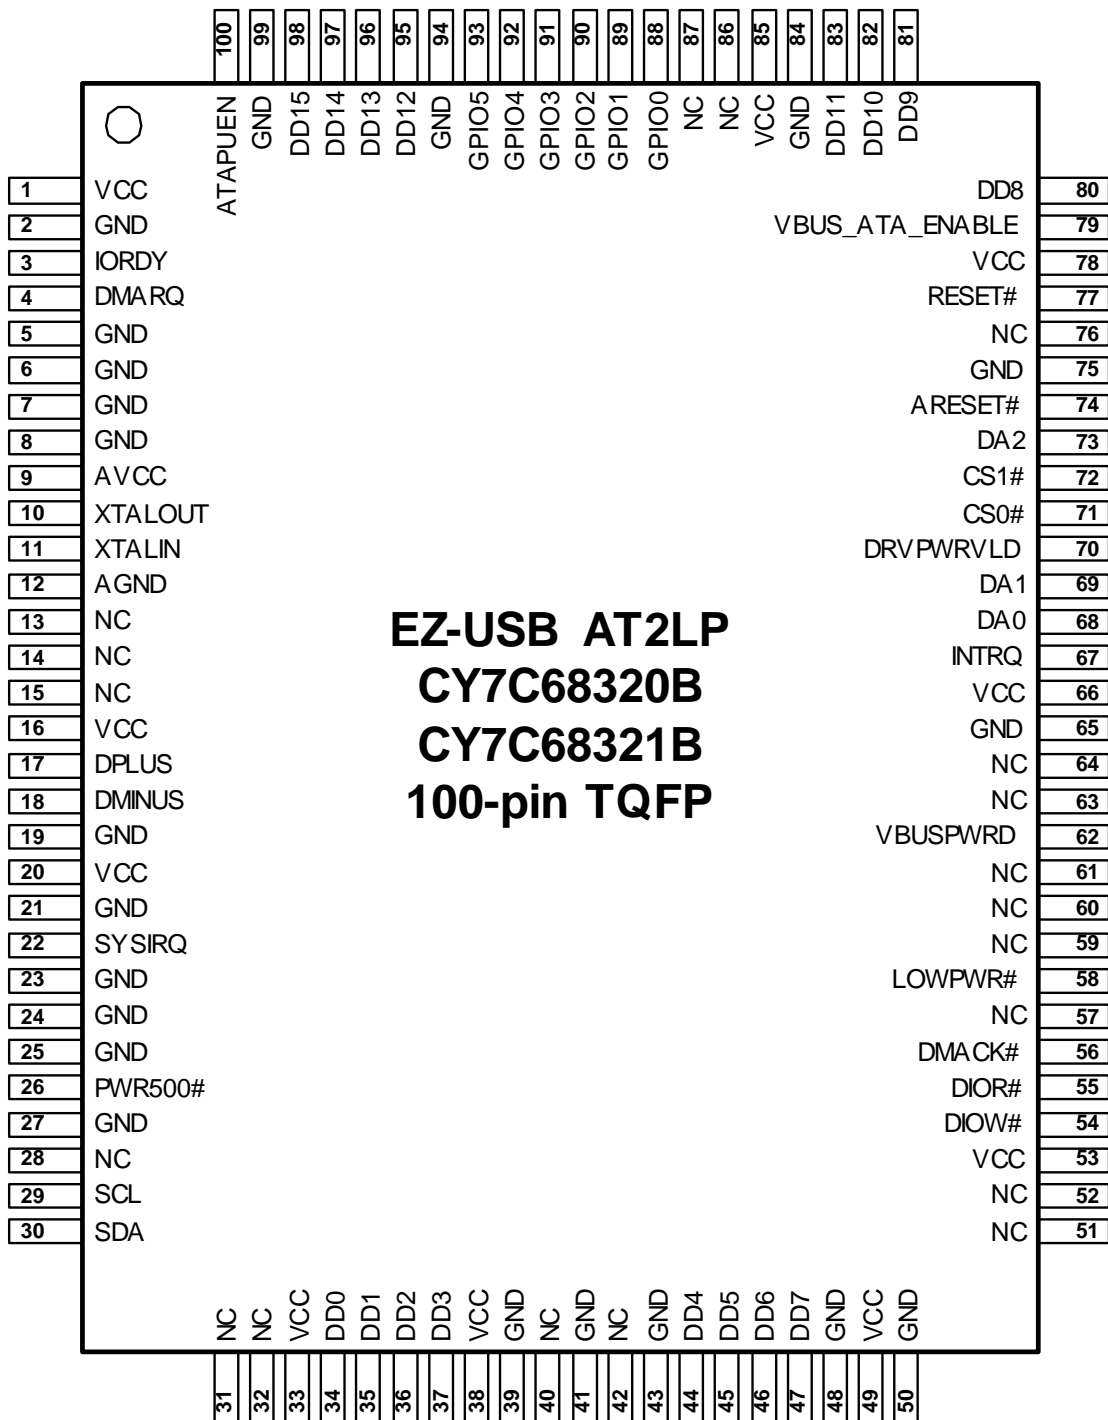 100 99 98 97 96 95 94 93 92 91 90 89 88 87 86 85 84 83 82 81
ATAPUEN GND DD15 DD14 DD13 DD12 GND GPIO5 GPIO4 GPIO3 GPIO2 GPIO1 GPIO0 NC NC VCC GND DD11 DD10 DD9
1 VCC DD8 80
2 GND VBUS_ATA_ENABLE 79
3 IORDY VCC 78
4 DMARQ RESET# 77
5 GND NC 76
6 GND GND 75
7 GND ARESET# 74
8 GND DA2 73
9 AVCC CS1# 72
10 XTALOUT CS0# 71
11 XTALIN DRVPWRVLD 70
12 AGND DA1 69
13 NC DA0 68
14 NC INTRQ 67
15 NC VCC 66
16 VCC GND 65
17 DPLUS NC 64
18 DMINUS NC 63
19 GND VBUSPWRD 62
20 VCC NC 61
21 GND NC 60
22 SYSIRQ NC 59
23 GND LOWPWR# 58
24 GND NC 57
25 GND DMACK# 56
26 PWR500# DIOR# 55
27 GND DIOW# 54
28 NC VCC 53
29 SCL NC 52
30 SDA NC 51
EZ-USB AT2LP
CY7C68320B
CY7C68321B
100-pin TQFP
NC NC VCC DD0 DD1 DD2 DD3 VCC GND NC GND NC GND DD4 DD5 DD6 DD7 GND VCC GND
31 32 33 34 35 36 37 38 39 40 41 42 43 44 45 46 47 48 49 50